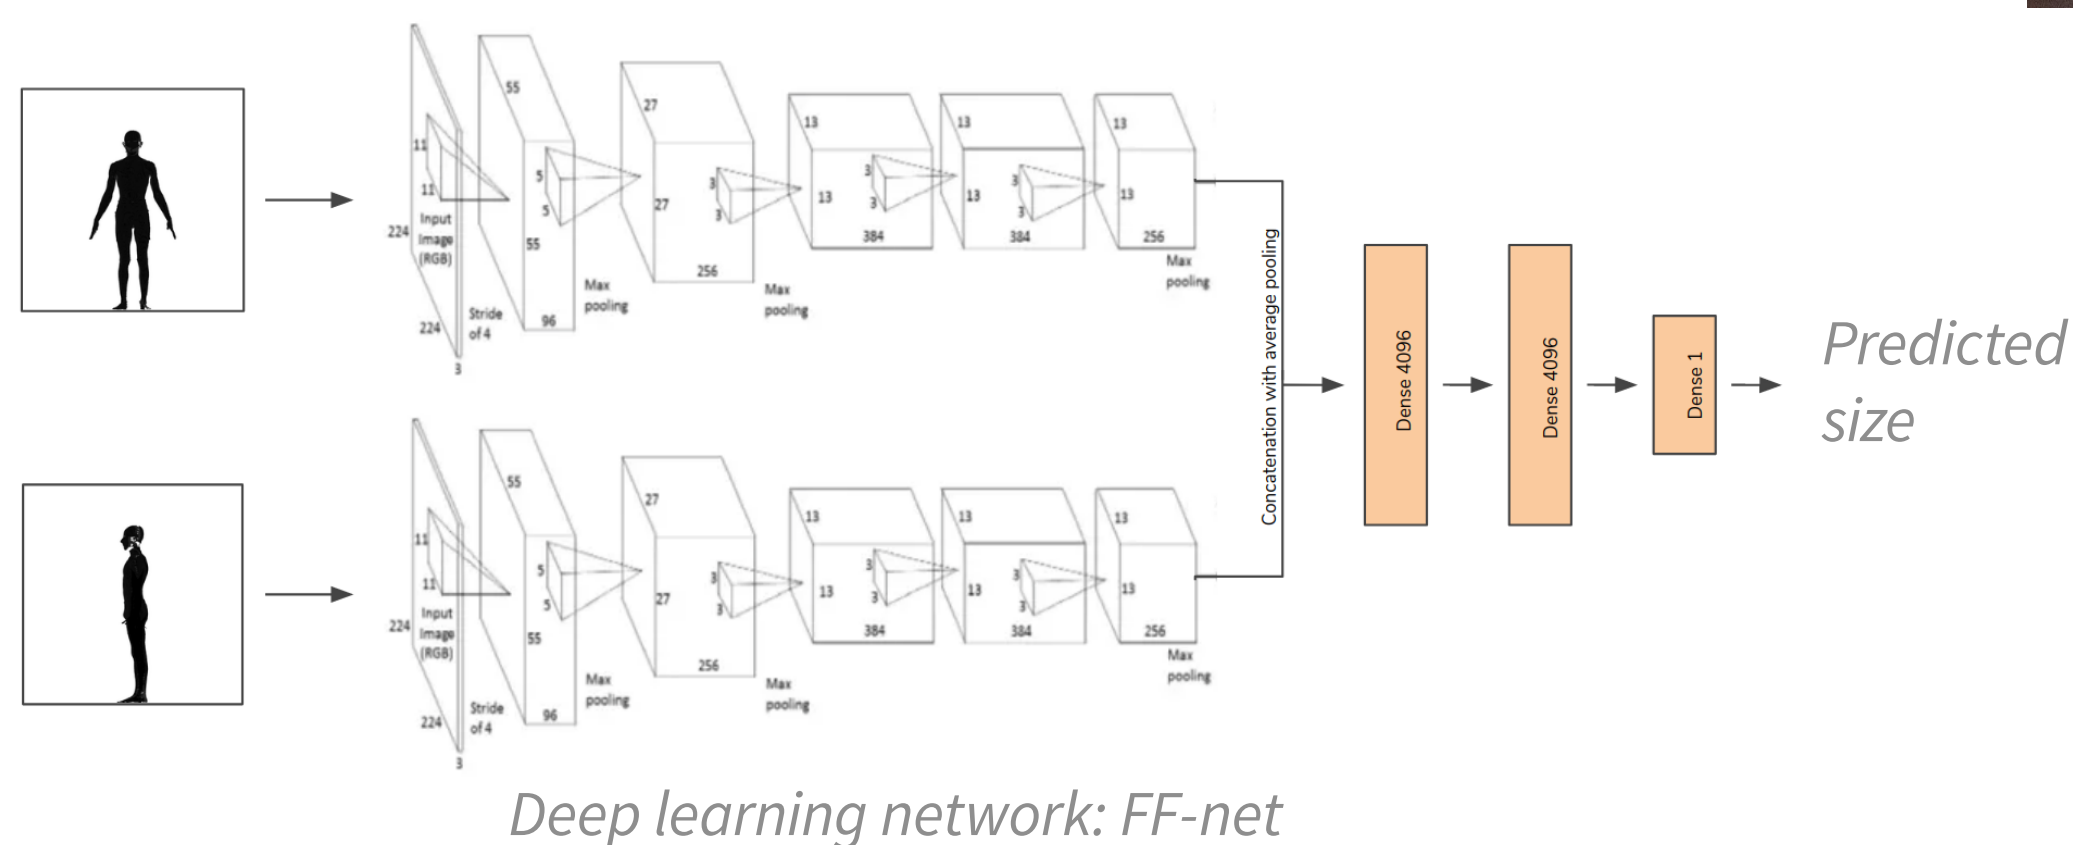 55
11
11
224
Input
Image
(RGB)
224
3
Stride
of 4
55
96
5
5
Max
pooling
27
27
256
3
3
Max
pooling
13
13
384
3
3
13
13
384
3
3
13
13
256
Max
pooling
55
11
11
224
Input
Image
(RGB)
224
3
Stride
of 4
55
96
5
5
Max
pooling
27
27
256
3
3
Max
pooling
13
13
384
3
3
13
13
384
3
3
13
13
256
Max
pooling
Concatenation with average pooling
Dense 4096
Dense 4096
Dense 1
Predicted
size
Deep learning network: FF-net